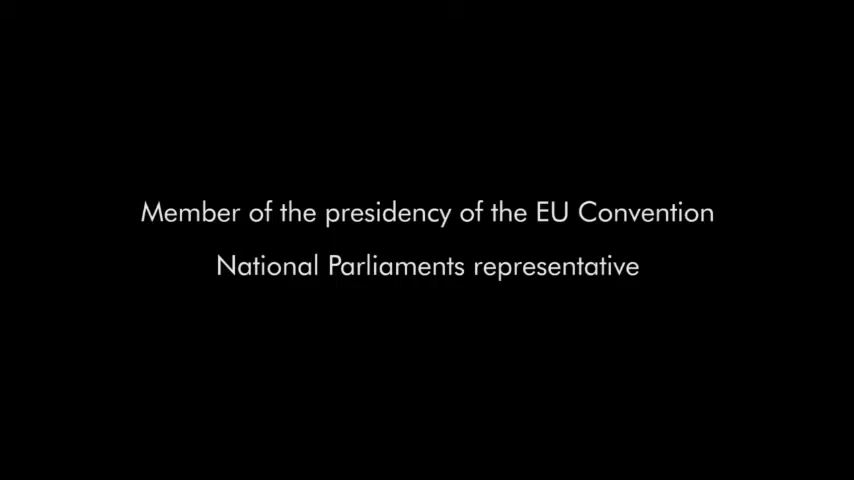 Member of the presidency of the EU Convention
National Parliaments representative